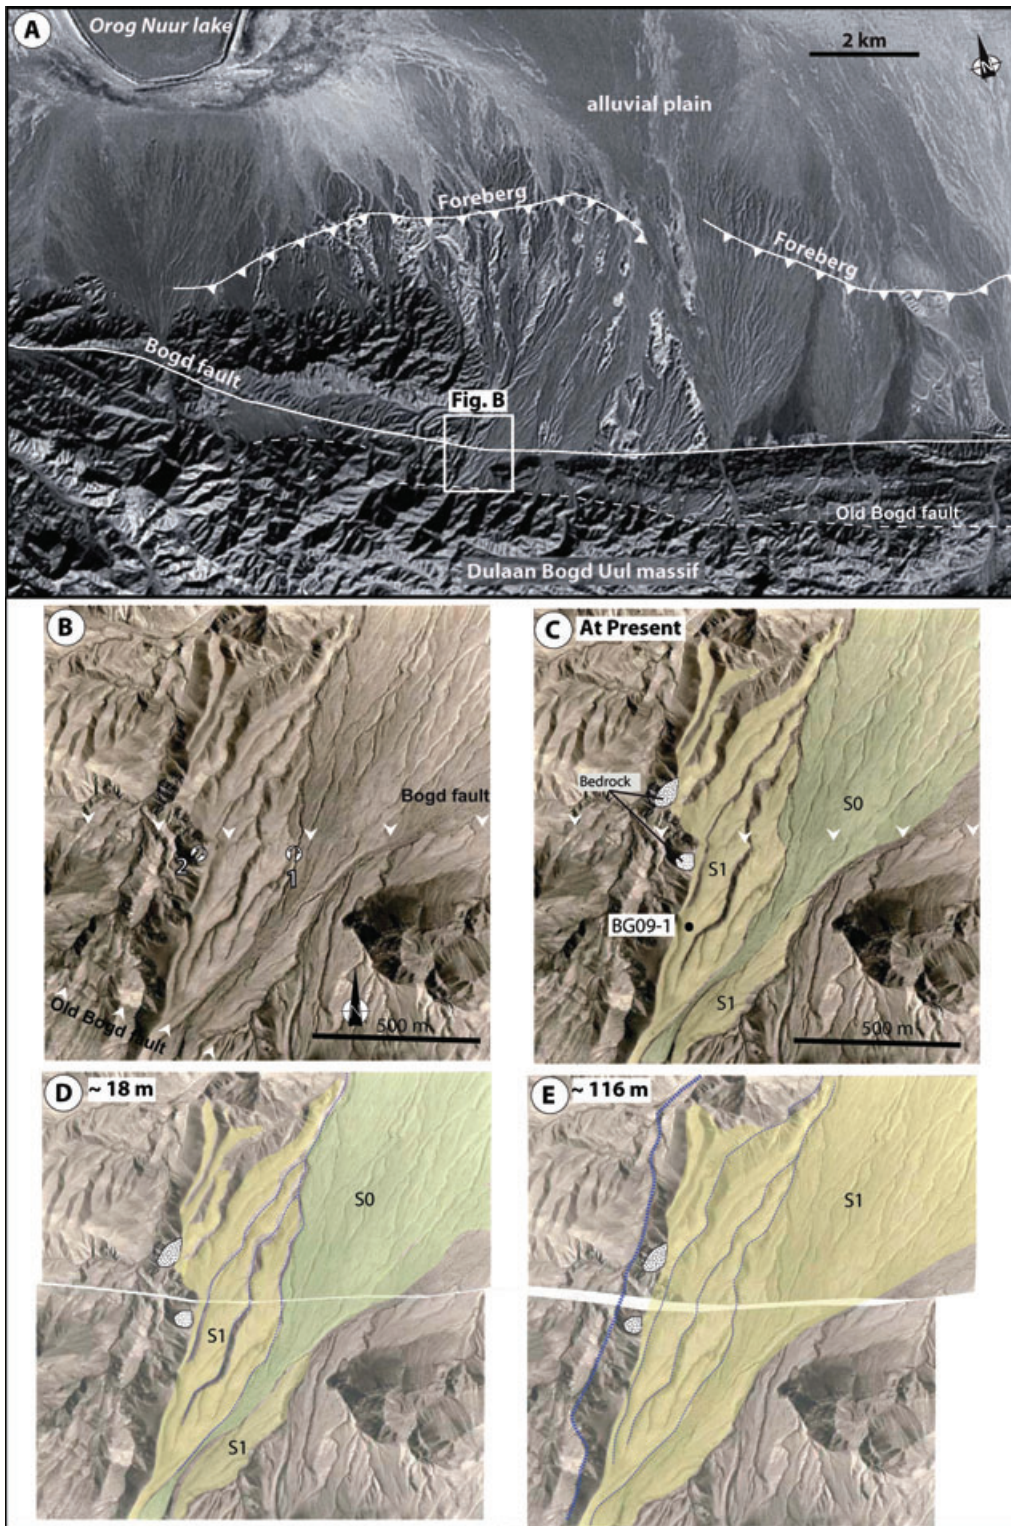 A
Orog Nuur lake
2 km
N
alluvial plain
Foreberg
Foreberg
Bogd fault
Fig. B
Old Bogd fault
Dulaan Bogd Uul massif
B
Bogd fault
2
1
Old Bogd fault
500 m
C
At Present
Bedrock
S0
S1
BG09-1
S1
500 m
D
~ 18 m
S0
S1
S1
E
~ 116 m
S1